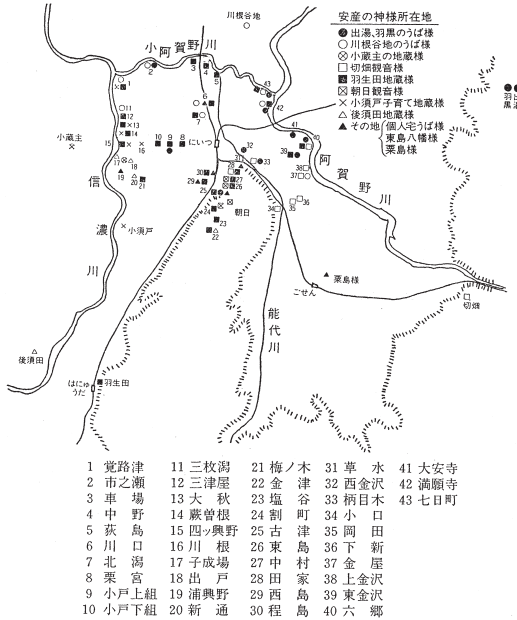 安産の神様所在地
● 出湯、羽黒のうば様
○ 川根谷地のうば様
⊗ 小蔵主の地蔵様
□ 切畑観音様
羽生田地蔵様
朝日観音様
× 小須戸子育て地蔵様
△ 後須田地蔵様
▲ その他 個人宅うば様
東島八幡様
粟島様
川根谷地
小阿賀野川
小蔵主
にいつ
阿賀野川
信濃川
小須戸
朝日
粟島様
ごせん
切畑
能代川
後須田
はにゅうだ
羽生田
1 覚路津
2 市之瀬
3 車場
4 中野
5 荻島
6 川口
7 北潟
8 栗宮
9 小戸上組
10 小戸下組
11 三枚潟
12 三津屋
13 大秋
14 蕨曽根
15 四ッ興野
16 川根
17 子成場
18 出戸
19 浦興野
20 新通
21 梅ノ木
22 金津
23 塩谷
24 割町
25 古津
26 東島
27 中村
28 田家
29 西島
30 程島
31 草水
32 西金沢
33 柄目木
34 小口
35 岡田
36 下新
37 金屋
38 上金沢
39 東金沢
40 六郷
41 大安寺
42 満願寺
43 七日町